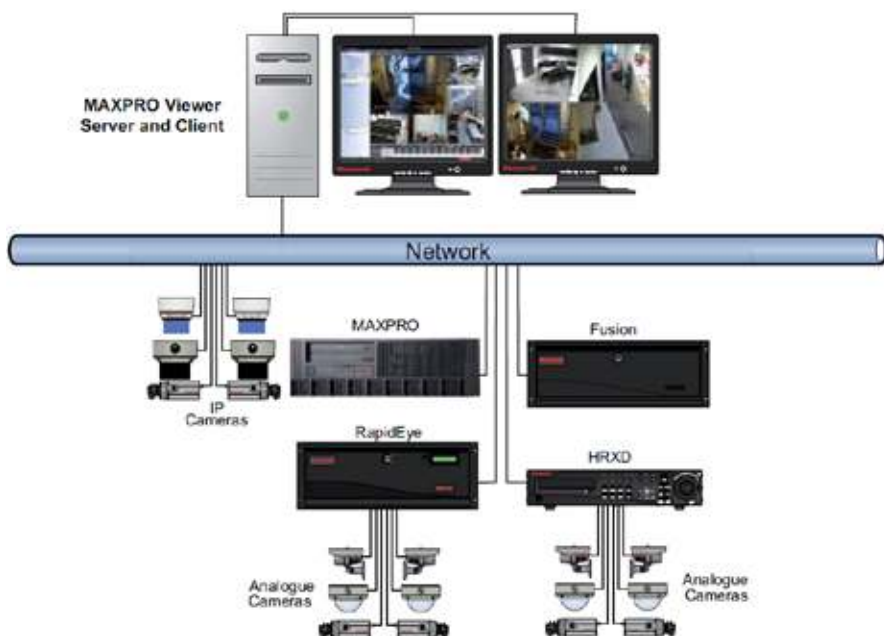 MAXPRO Viewer
Server and Client
Network
MAXPRO
Fusion
IP
Cameras
RapidEye
HRXD
Analogue
Cameras
Analogue
Cameras